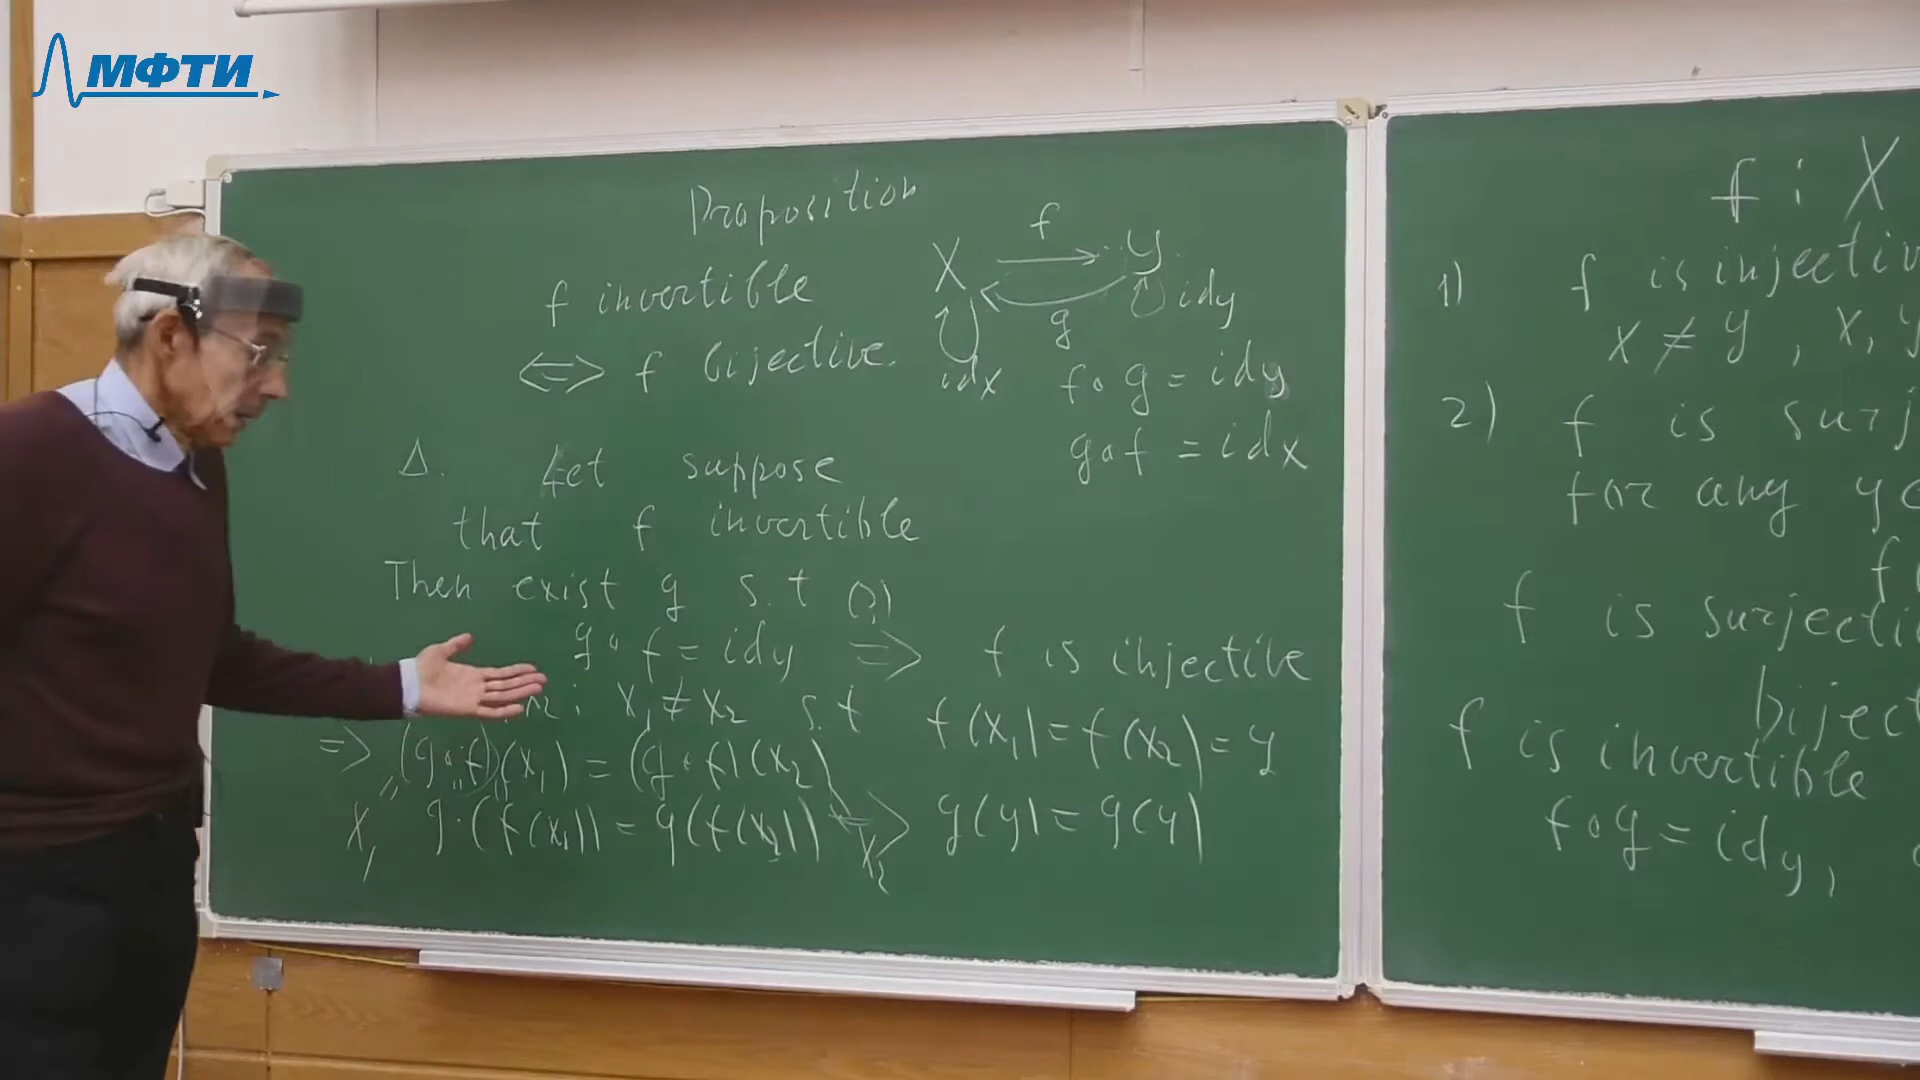 МФТИ
Proposition
f invertible
<=> f bijective.
X f Y
g
idx idy
f∘g = idy
g∘f = idx
Δ. Let suppose
that f invertible
Then exist g s.t 0)
g∘f = idy => f is injective
x₁ ≠ x₂ s.t f(x₁) = f(x₂) = y
=> (g∘f)(x₁) = (g∘f)(x₂)
x₁ g·(f(x₁)) = g(f(x₂)) x₂ => g(y) = g(y)
f : X
1) f is injectiv
x ≠ y , x, y
2) f is surj
for any y
f
f is surjecti
biject
f is invertible
f∘g = idy,